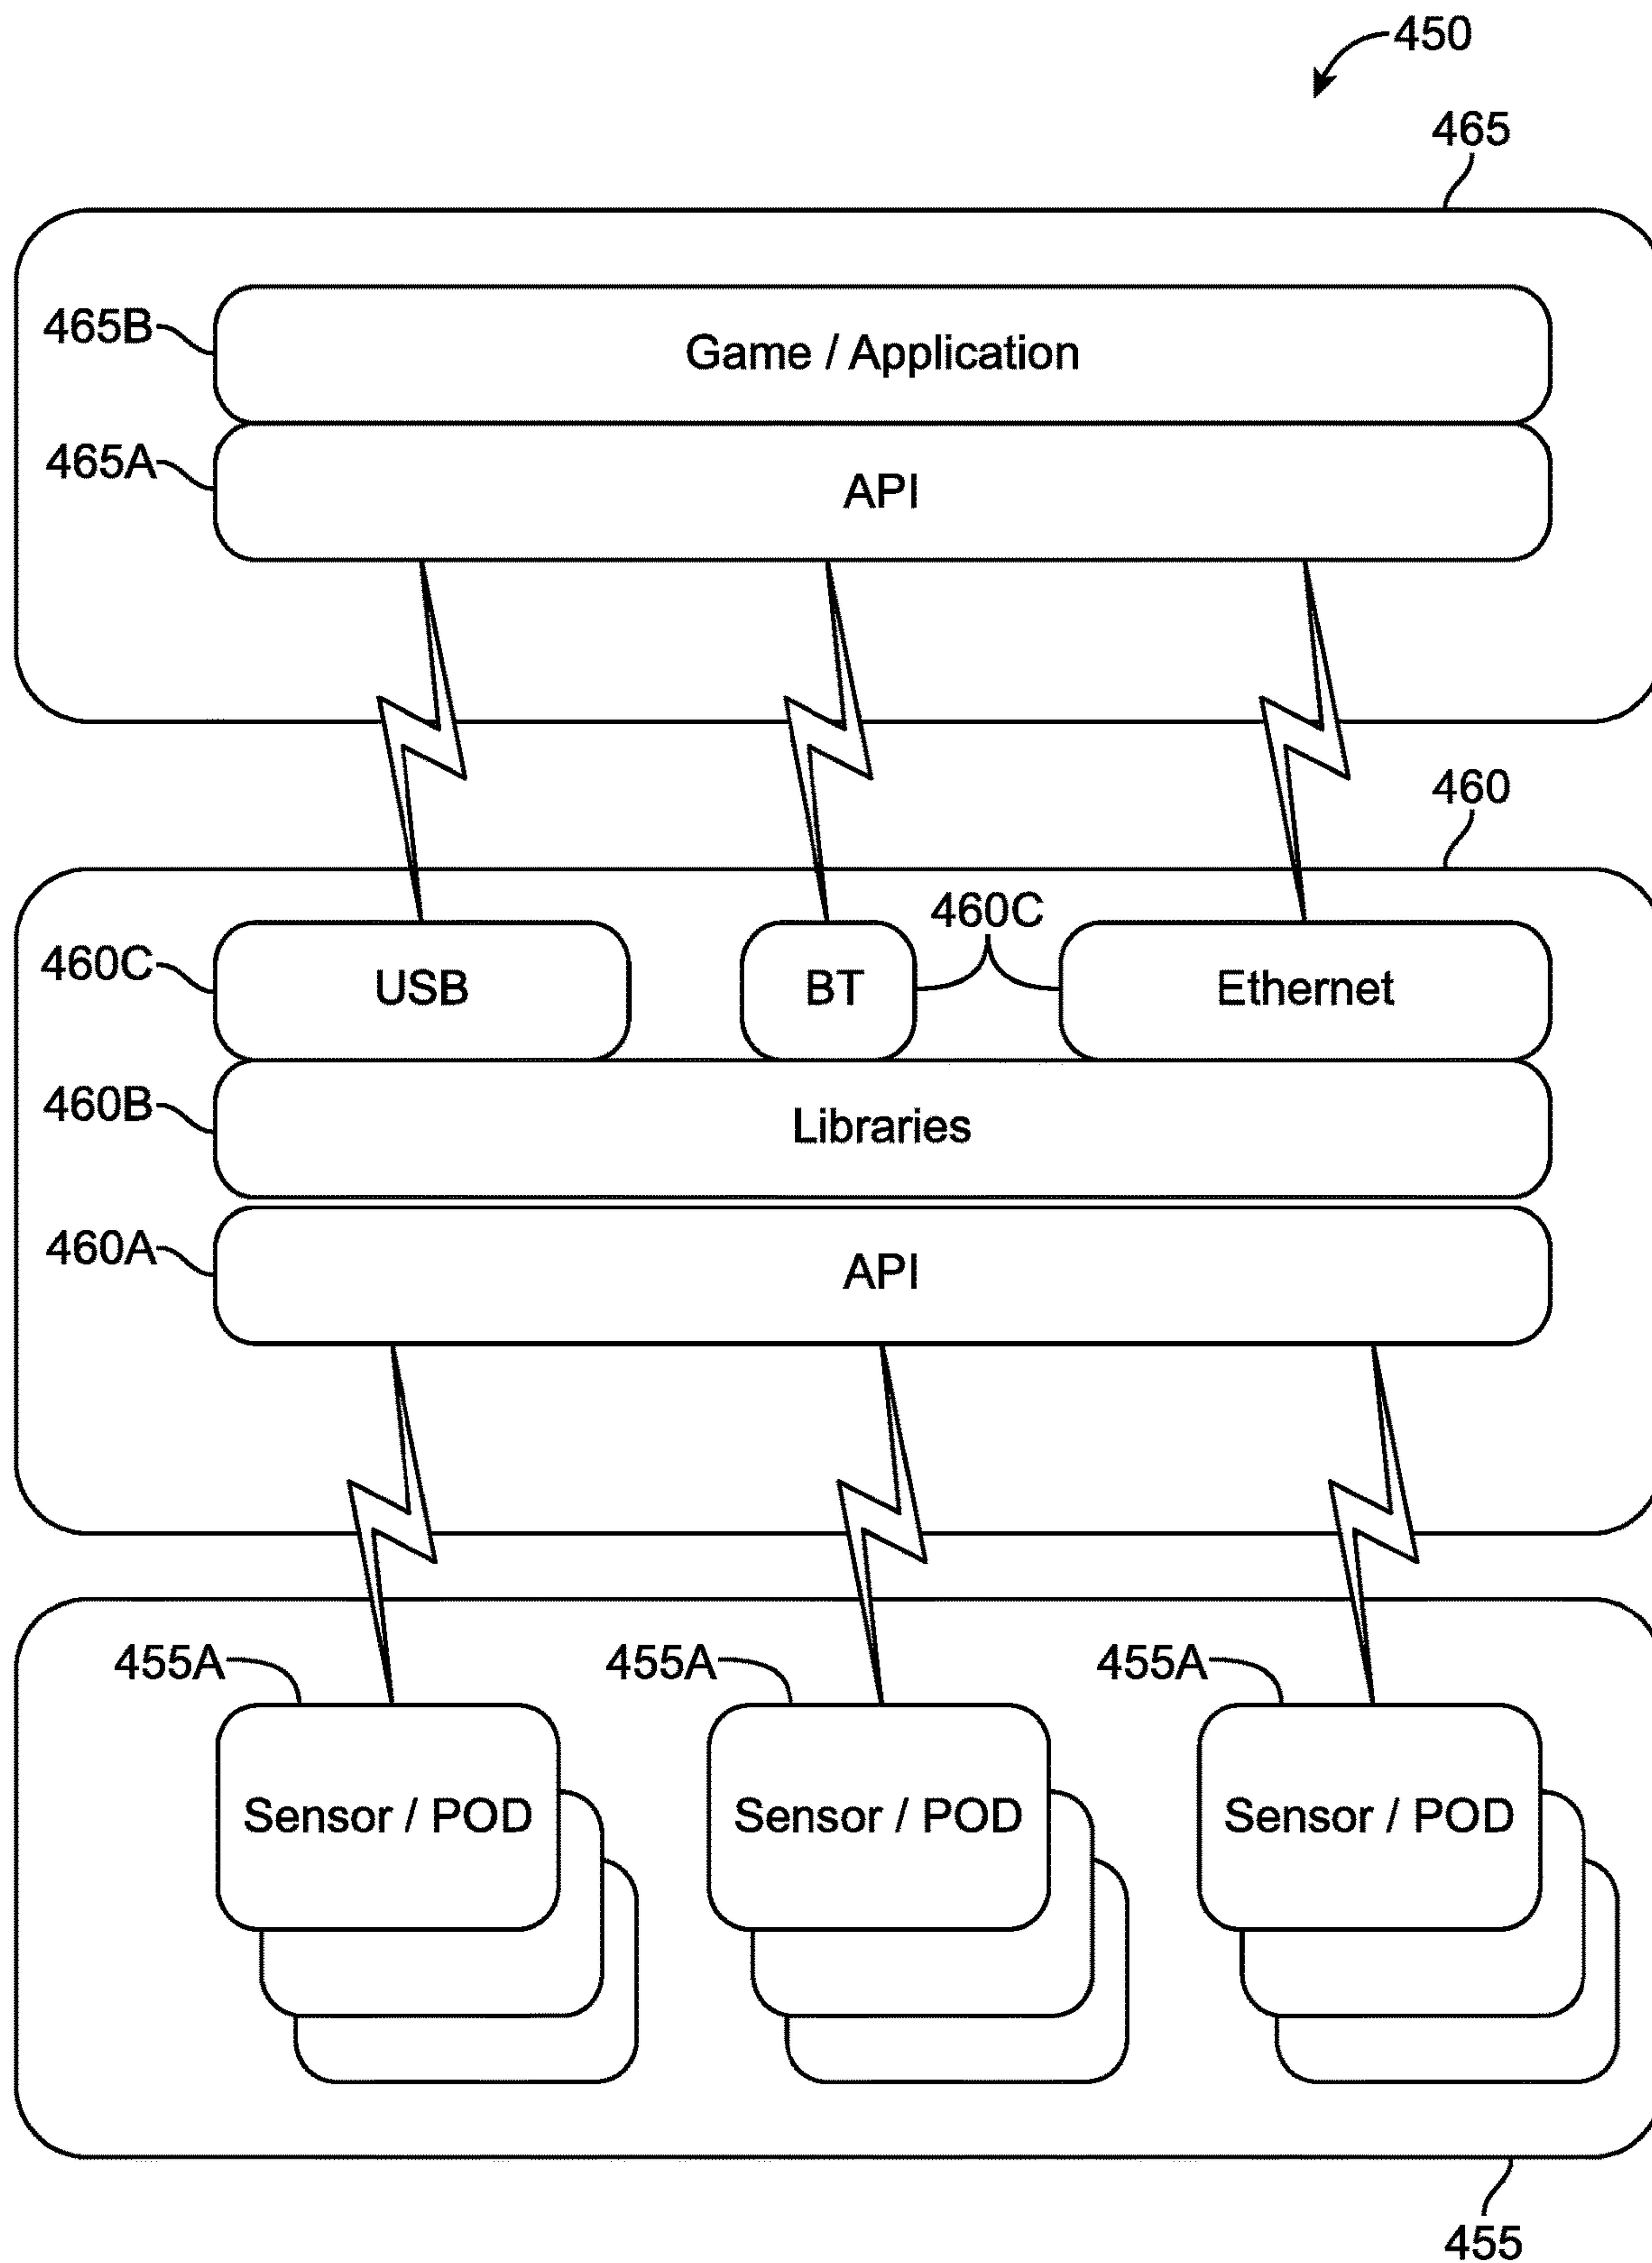 450
465
465B
Game / Application
465A
API
460
460C
460C
USB
BT
Ethernet
460B
Libraries
460A
API
455A
455A
455A
Sensor / POD
Sensor / POD
Sensor / POD
455